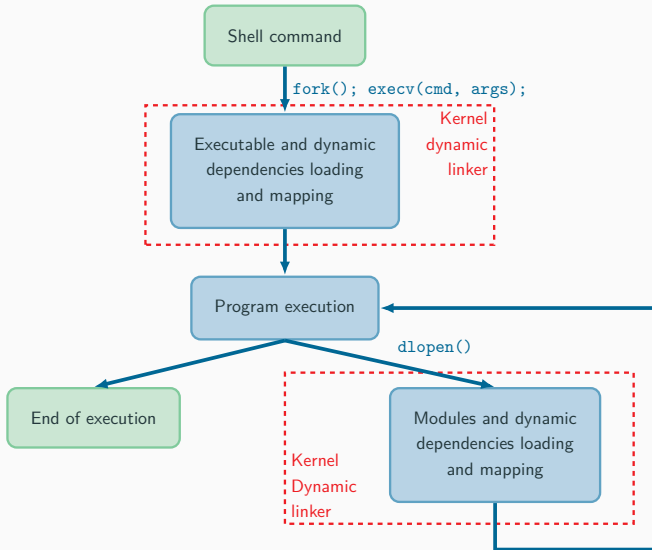 Shell command
fork(); execv(cmd, args);
Kernel
dynamic
linker
Executable and dynamic
dependencies loading
and mapping
Program execution
dlopen()
End of execution
Modules and dynamic
dependencies loading
and mapping
Kernel
Dynamic
linker